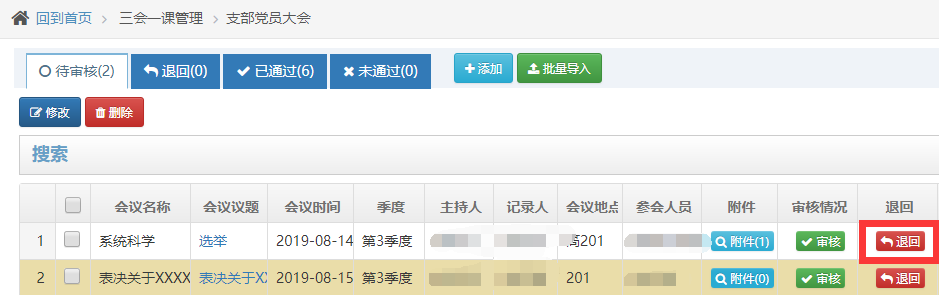 回到首页 > 三会一课管理 > 支部党员大会
待审核(2) 退回(0) 已通过(6) 未通过(0) 添加 批量导入
修改 删除
搜索
会议名称 会议议题 会议时间 季度 主持人 记录人 会议地点 参会人员 附件 审核情况 退回
1 系统科学 选举 2019-08-14 第3季度 高201 附件(1) 审核 退回
2 表决关于XXXX 表决关于X 2019-08-15 第3季度 201 附件(0) 审核 退回